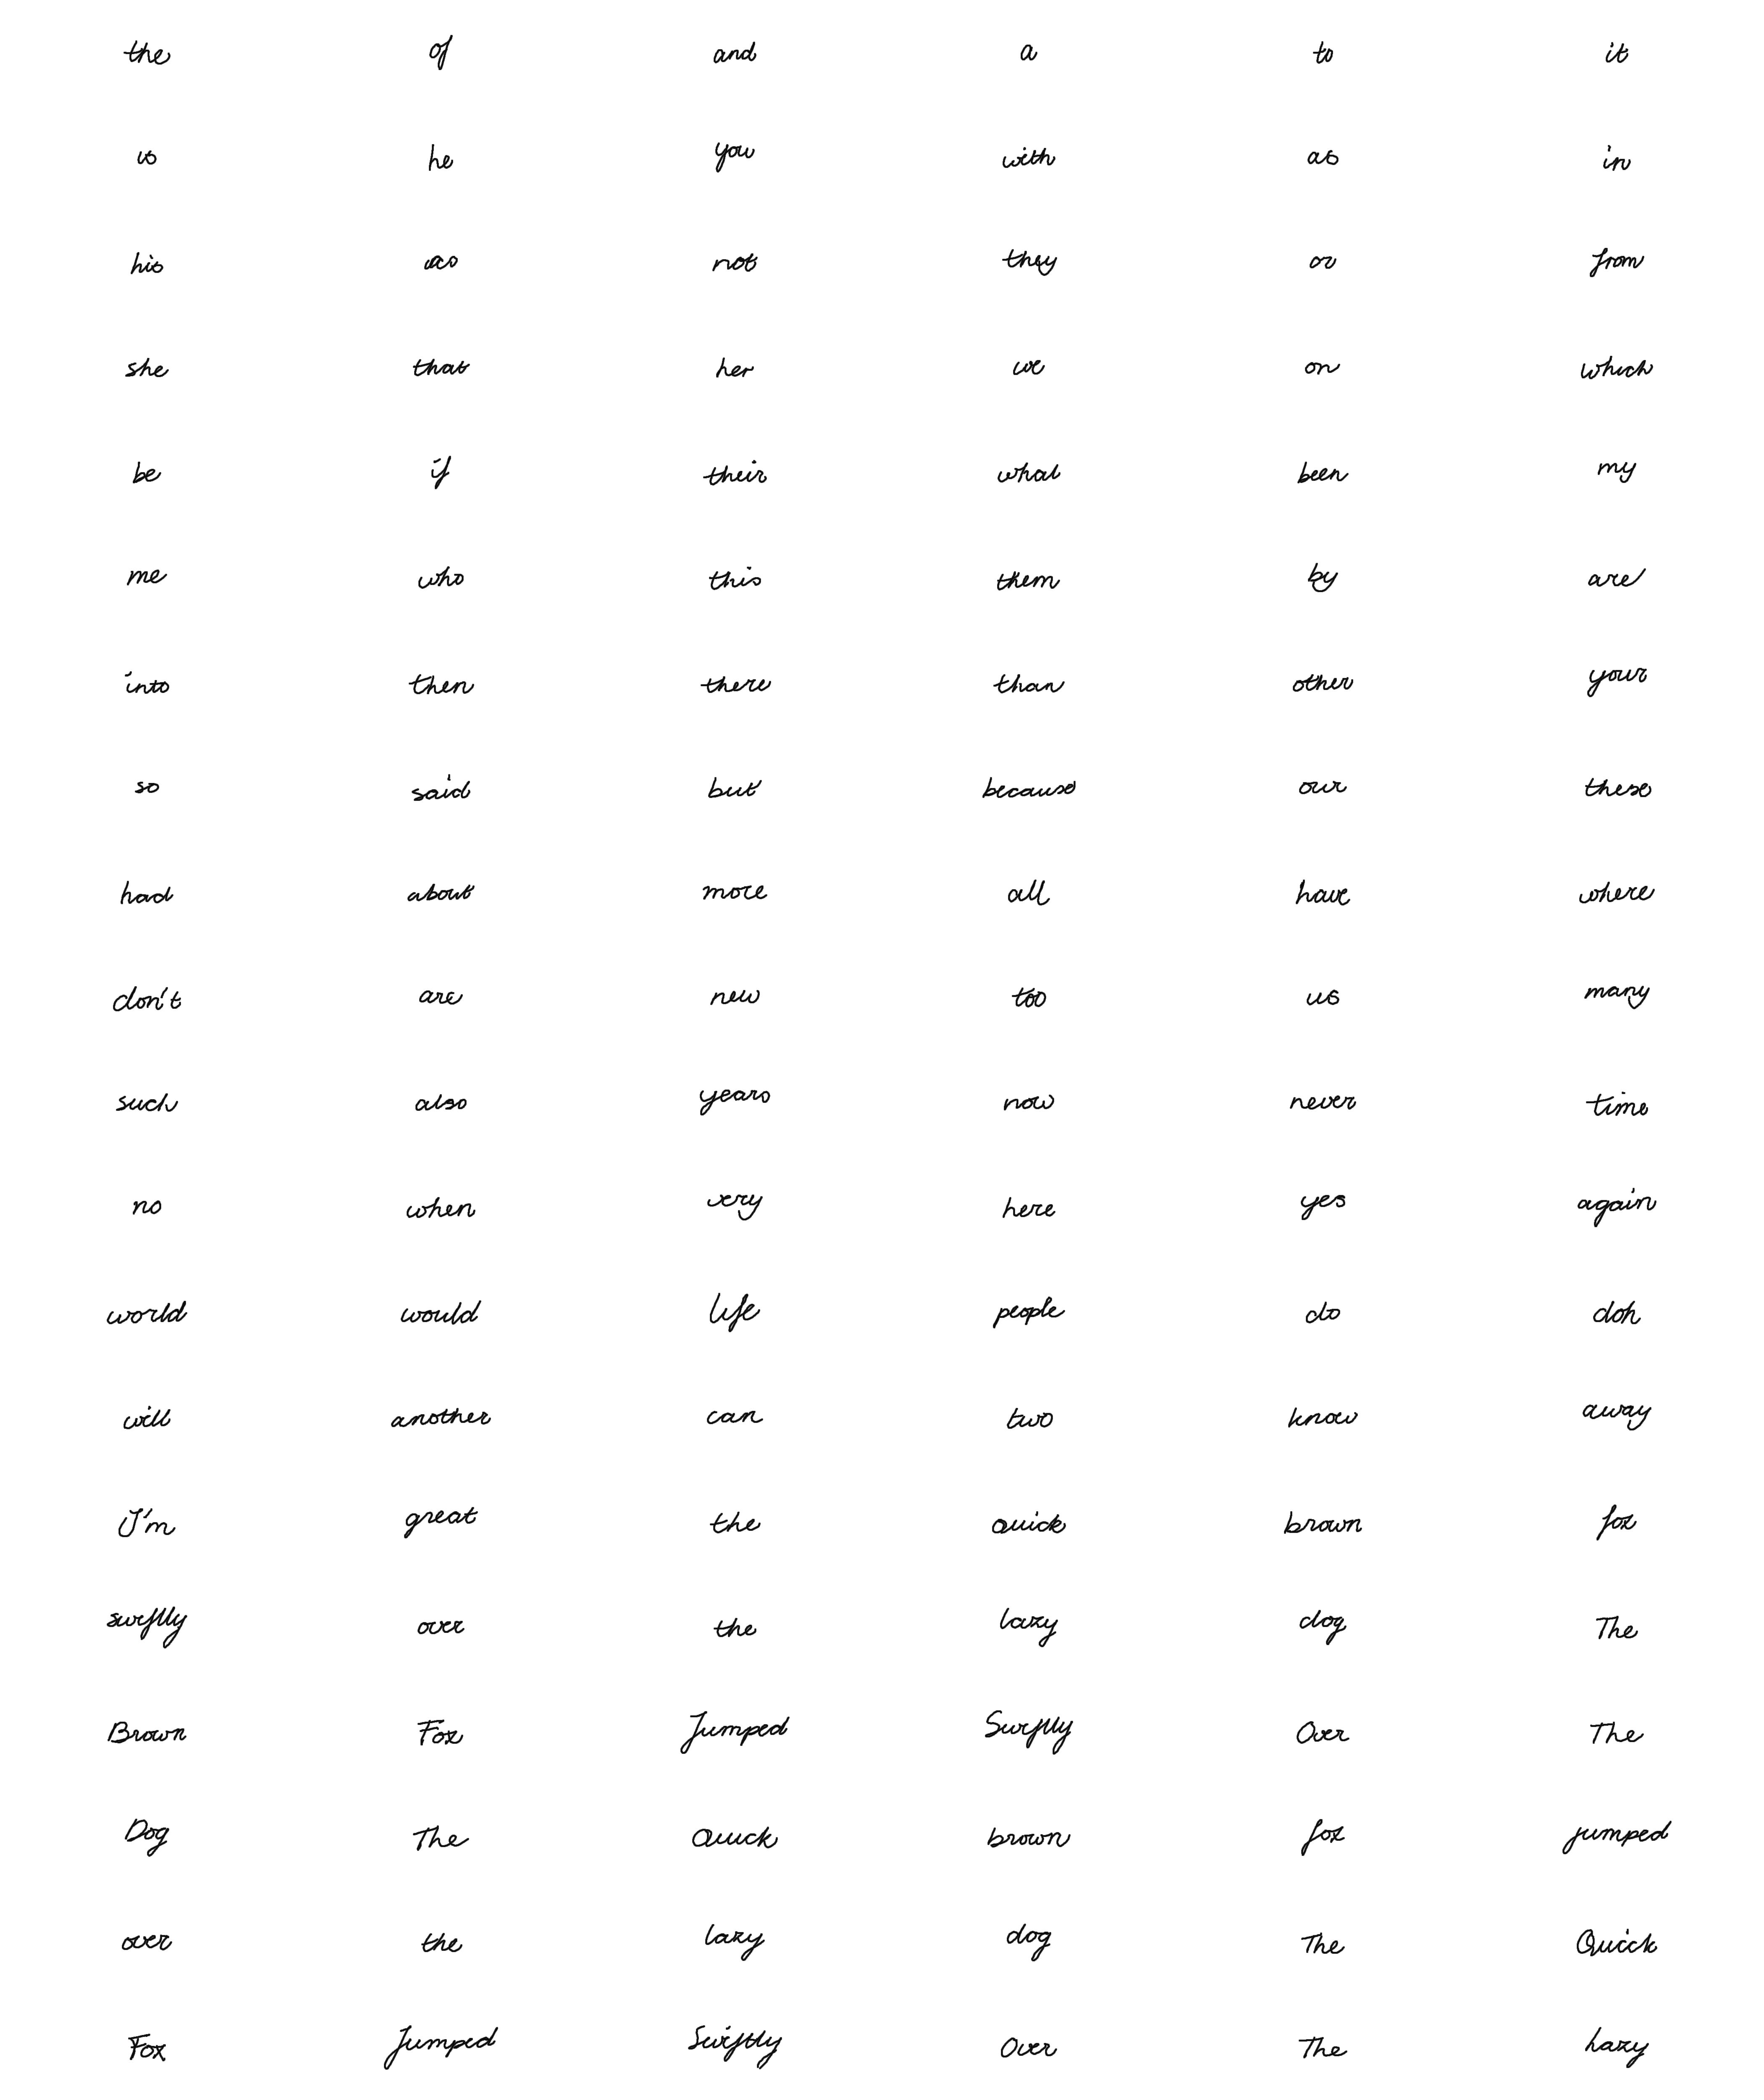 the of and a to it
is he you with as in
his as not they or from
she that her we on which
be if their what been my
me who this them by are
into then there than other your
so said but because our these
had about more all have where
don't are new too us many
such also years now never time
no when very here yes again
world would life people do doh
will another can two know away
I'm great the quick brown fox
swiftly over the lazy dog The
Brown Fox Jumped Swiftly Over The
Dog The Quick brown fox jumped
over the lazy dog The Quick
Fox Jumped Swiftly Over The Lazy